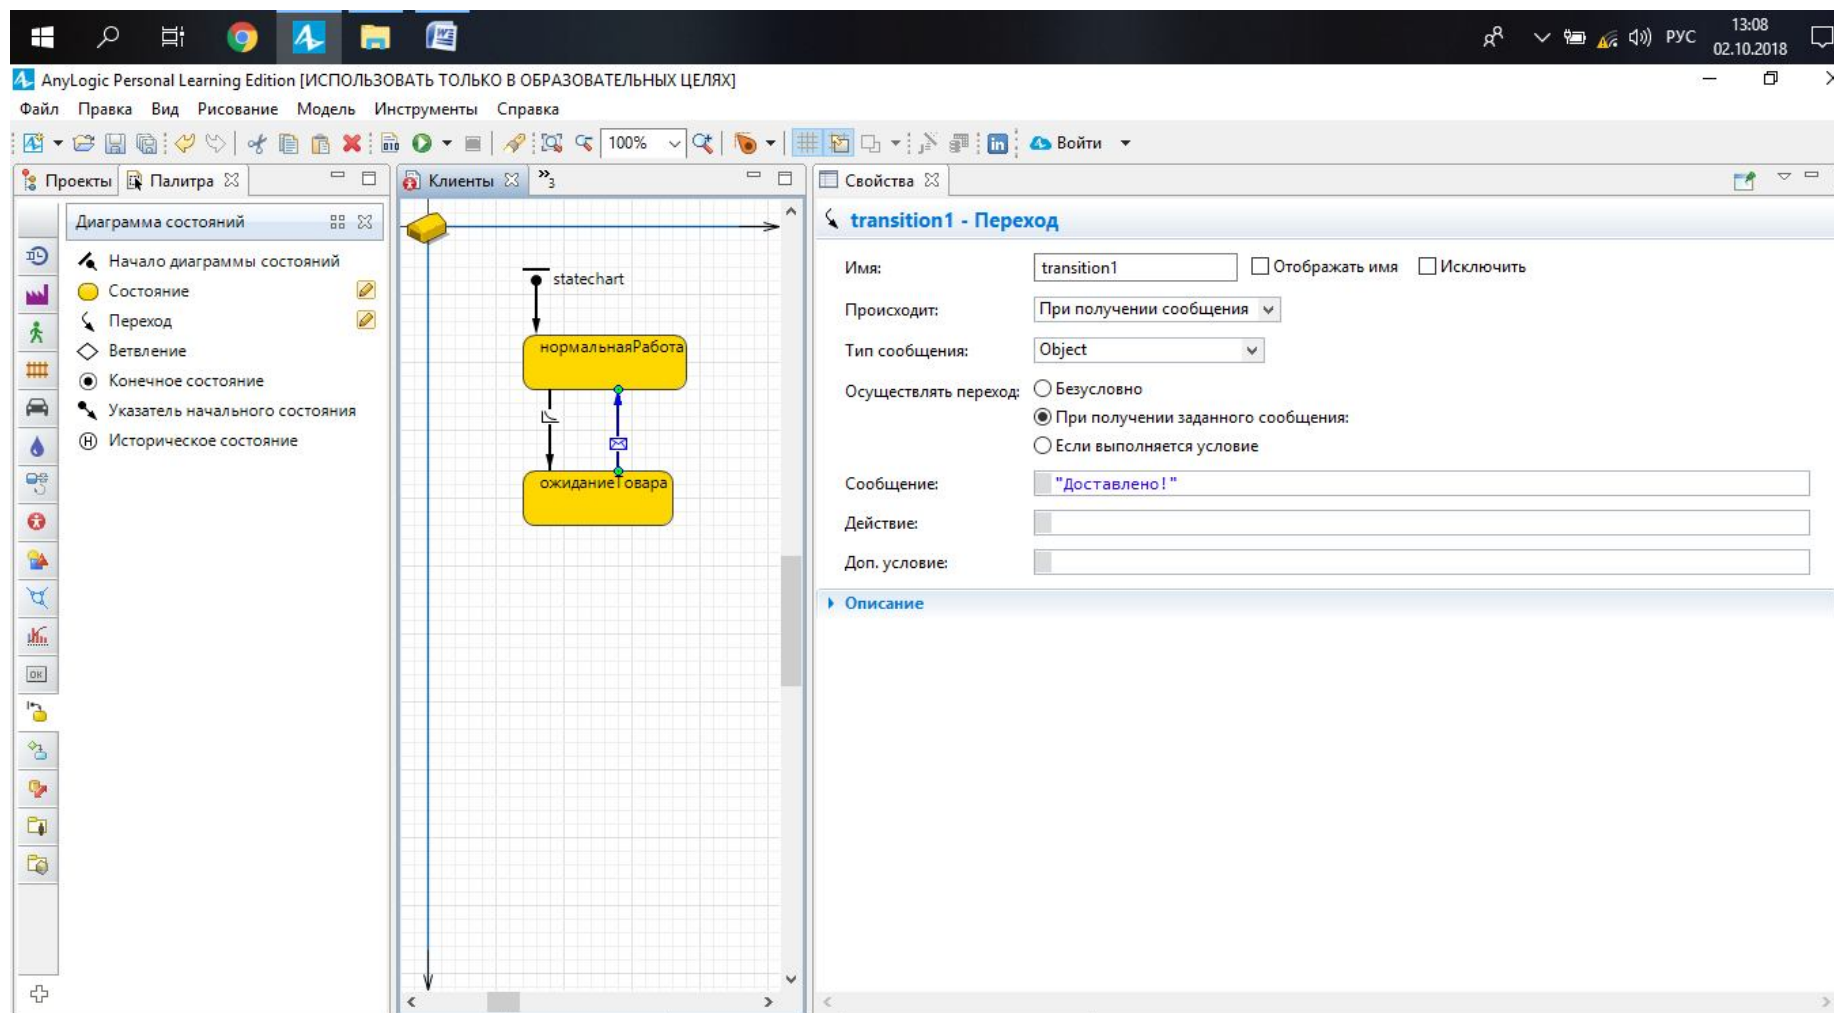 РУС
13:08
02.10.2018
AnyLogic Personal Learning Edition [ИСПОЛЬЗОВАТЬ ТОЛЬКО В ОБРАЗОВАТЕЛЬНЫХ ЦЕЛЯХ]
Файл Правка Вид Рисование Модель Инструменты Справка
100% Войти
Проекты Палитра
Диаграмма состояний
Начало диаграммы состояний
Состояние
Переход
Ветвление
Конечное состояние
Указатель начального состояния
Историческое состояние
Клиенты »3
statechart
нормальнаяРабота
ожиданиеТовара
Свойства
transition1 - Переход
Имя: transition1 Отображать имя Исключить
Происходит: При получении сообщения
Тип сообщения: Object
Осуществлять переход: Безусловно
При получении заданного сообщения:
Если выполняется условие
Сообщение: "Доставлено!"
Действие:
Доп. условие:
Описание